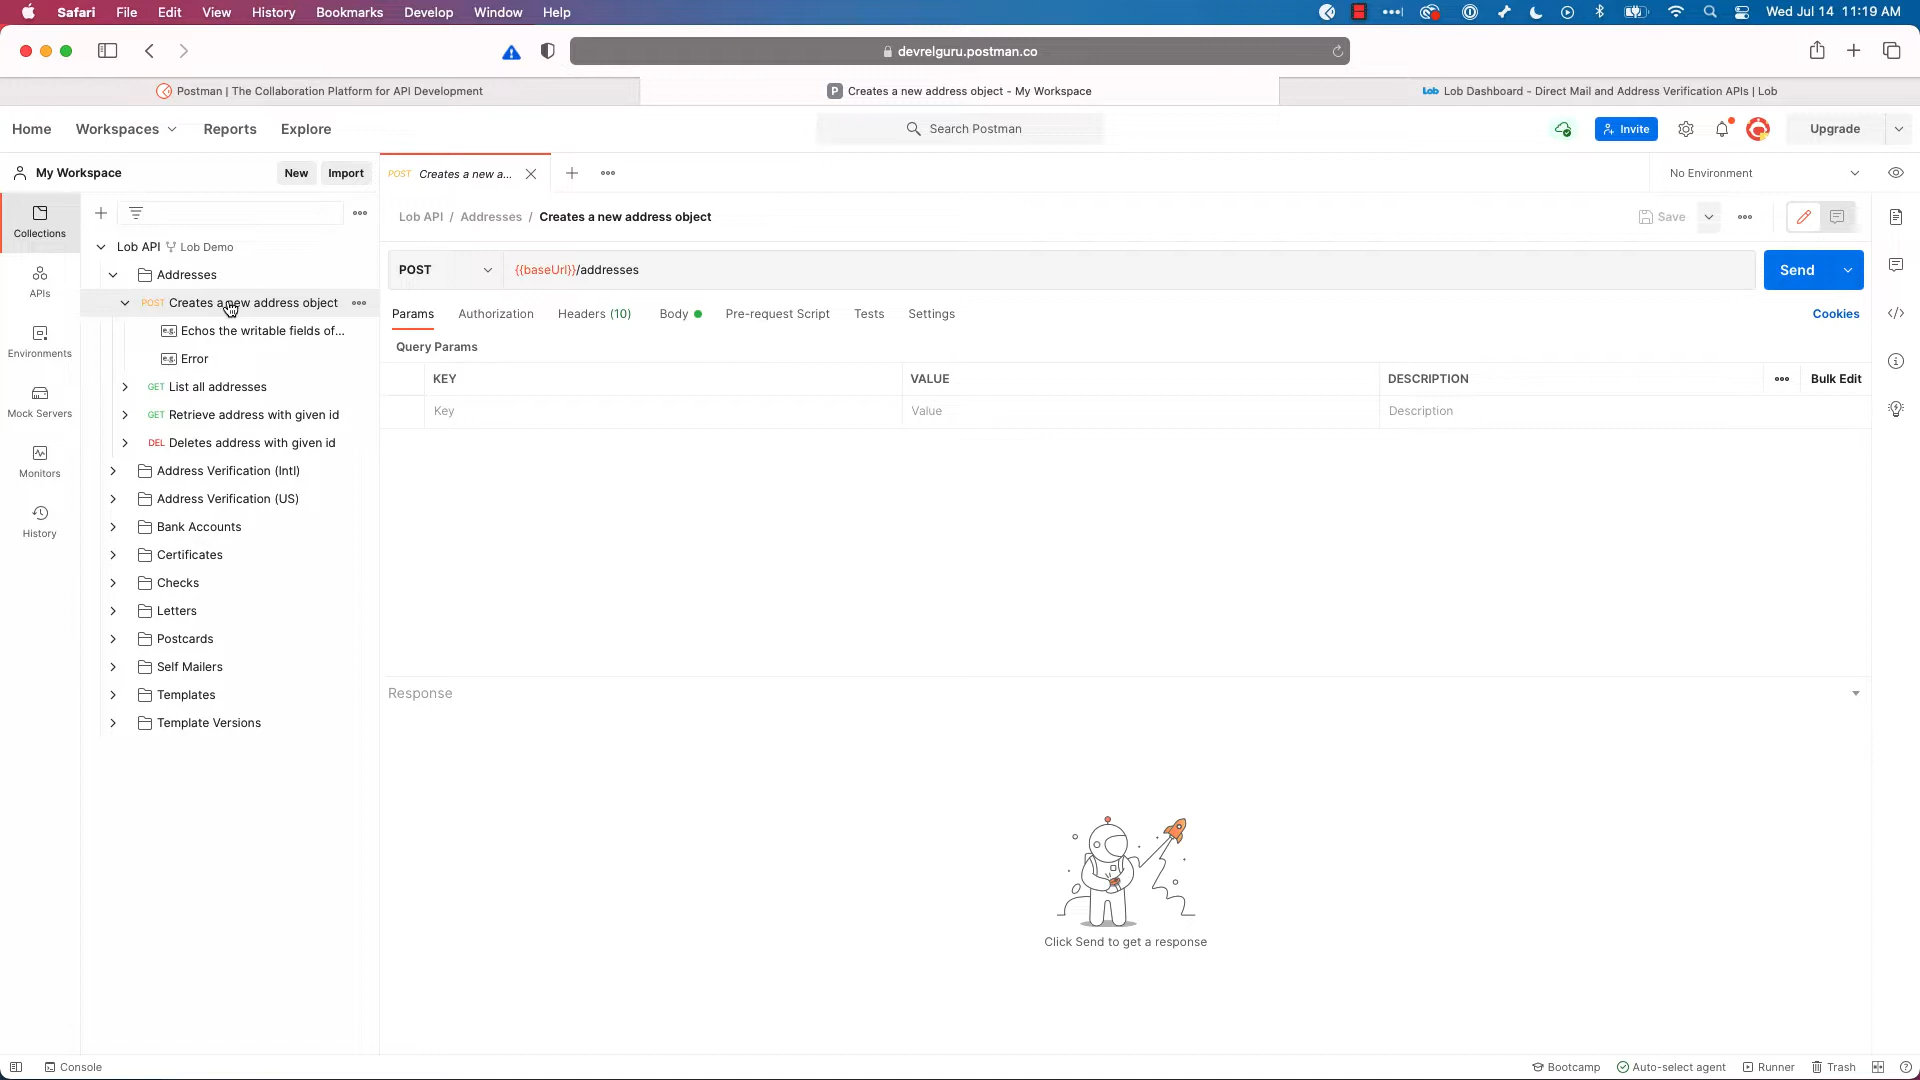 Safari File Edit View History Bookmarks Develop Window Help Wed Jul 14 11:19 AM
devrelguru.postman.co
Postman | The Collaboration Platform for API Development
P Creates a new address object - My Workspace
Lob Lob Dashboard - Direct Mail and Address Verification APIs | Lob
Home Workspaces Reports Explore Search Postman Invite Upgrade
My Workspace New Import
POST Creates a new a... No Environment
Collections
APIs
Environments
Mock Servers
Monitors
History
Lob API Lob Demo
Addresses
POST Creates a new address object
e.g. Echos the writable fields of...
e.g. Error
GET List all addresses
GET Retrieve address with given id
DEL Deletes address with given id
Address Verification (Intl)
Address Verification (US)
Bank Accounts
Certificates
Checks
Letters
Postcards
Self Mailers
Templates
Template Versions
Lob API / Addresses / Creates a new address object Save
POST {{baseUrl}}/addresses Send
Params Authorization Headers (10) Body Pre-request Script Tests Settings Cookies
Query Params
KEY VALUE DESCRIPTION Bulk Edit
Key Value Description
Response
Click Send to get a response
Console Bootcamp Auto-select agent Runner Trash